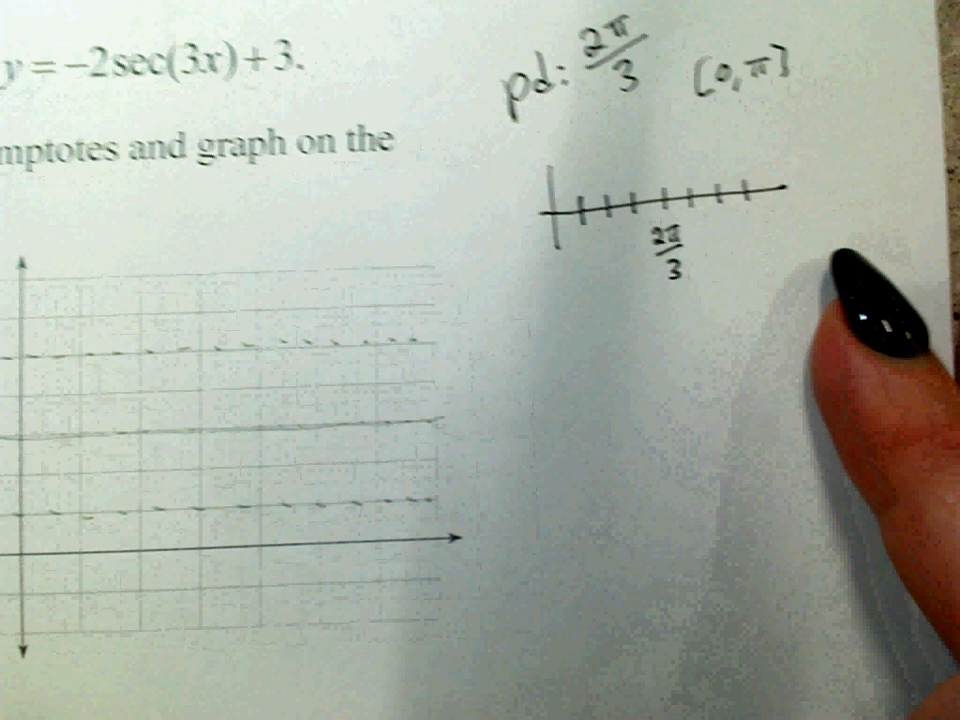 y = −2sec(3x) + 3.
pd: 2π/3 [0, π]
mptotes and graph on the
2π/3